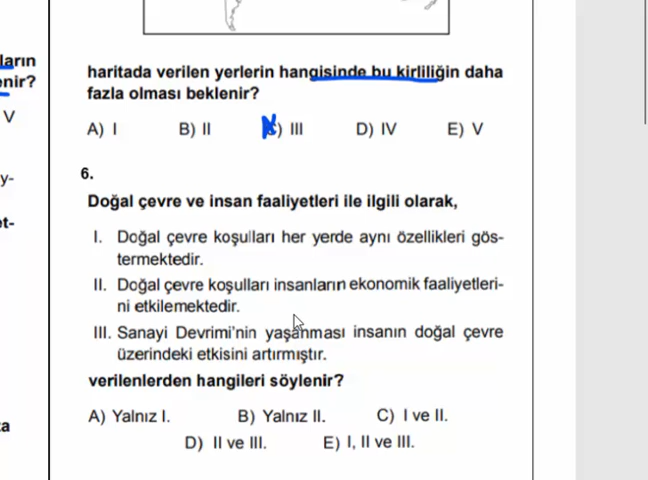 ların
enir?
V
y-
et-
ta
haritada verilen yerlerin hangisinde bu kirliliğin daha
fazla olması beklenir?
A) I B) II C) III D) IV E) V
6.
Doğal çevre ve insan faaliyetleri ile ilgili olarak,
I. Doğal çevre koşulları her yerde aynı özellikleri gös-
termektedir.
II. Doğal çevre koşulları insanların ekonomik faaliyetleri-
ni etkilemektedir.
III. Sanayi Devrimi'nin yaşanması insanın doğal çevre
üzerindeki etkisini artırmıştır.
verilenlerden hangileri söylenir?
A) Yalnız I. B) Yalnız II. C) I ve II.
D) II ve III. E) I, II ve III.